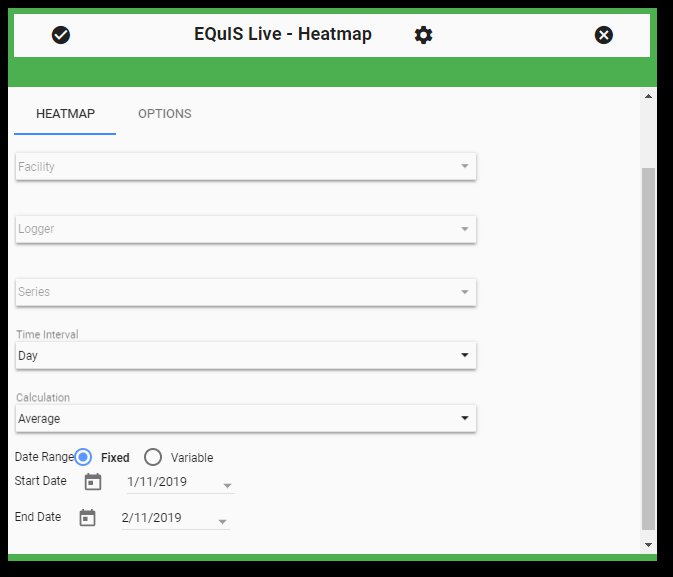 EQuIS Live - Heatmap
HEATMAP OPTIONS
Facility
Logger
Series
Time Interval
Day
Calculation
Average
Date Range Fixed Variable
Start Date 1/11/2019
End Date 2/11/2019